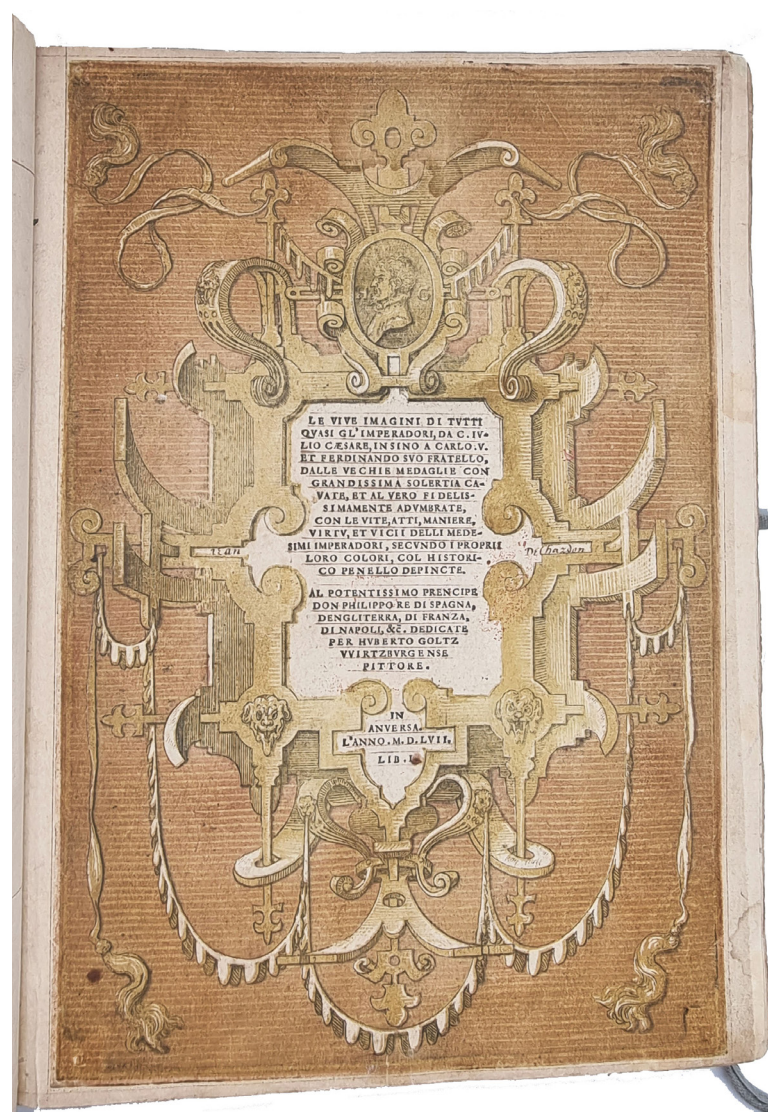 LE VIVE IMAGINI DI TVTTI
QVASI GL'IMPERADORI, DA C. IV-
LIO CÆSARE, INSINO A CARLO. V.
ET FERDINANDO SVO FRATELLO,
DALLE VECHIE MEDAGLIE CON
GRANDISSIMA SOLERTIA CA-
VATE, ET AL VERO FIDELIS-
SIMAMENTE ADVMBRATE,
CON LE VITE, ATTI, MANIERE,
VIRTV, ET VICII DELLI MEDE-
SIMI IMPERADORI, SECVNDO I PROPRII
LORO COLORI, COL HISTORI-
CO PENELLO DEPINCTE.
AL POTENTISSIMO PRENCIPE
DON PHILIPPO RE DI SPAGNA,
DENGLITERRA, DI FRANZA,
DI NAPOLI, &c̃. DEDICATE
PER HVBERTO GOLTZ
VVIRTZBVRGENSE
PITTORE.
IN
ANVERSA.
L'ANNO. M.D.LVII.
LIB. I.